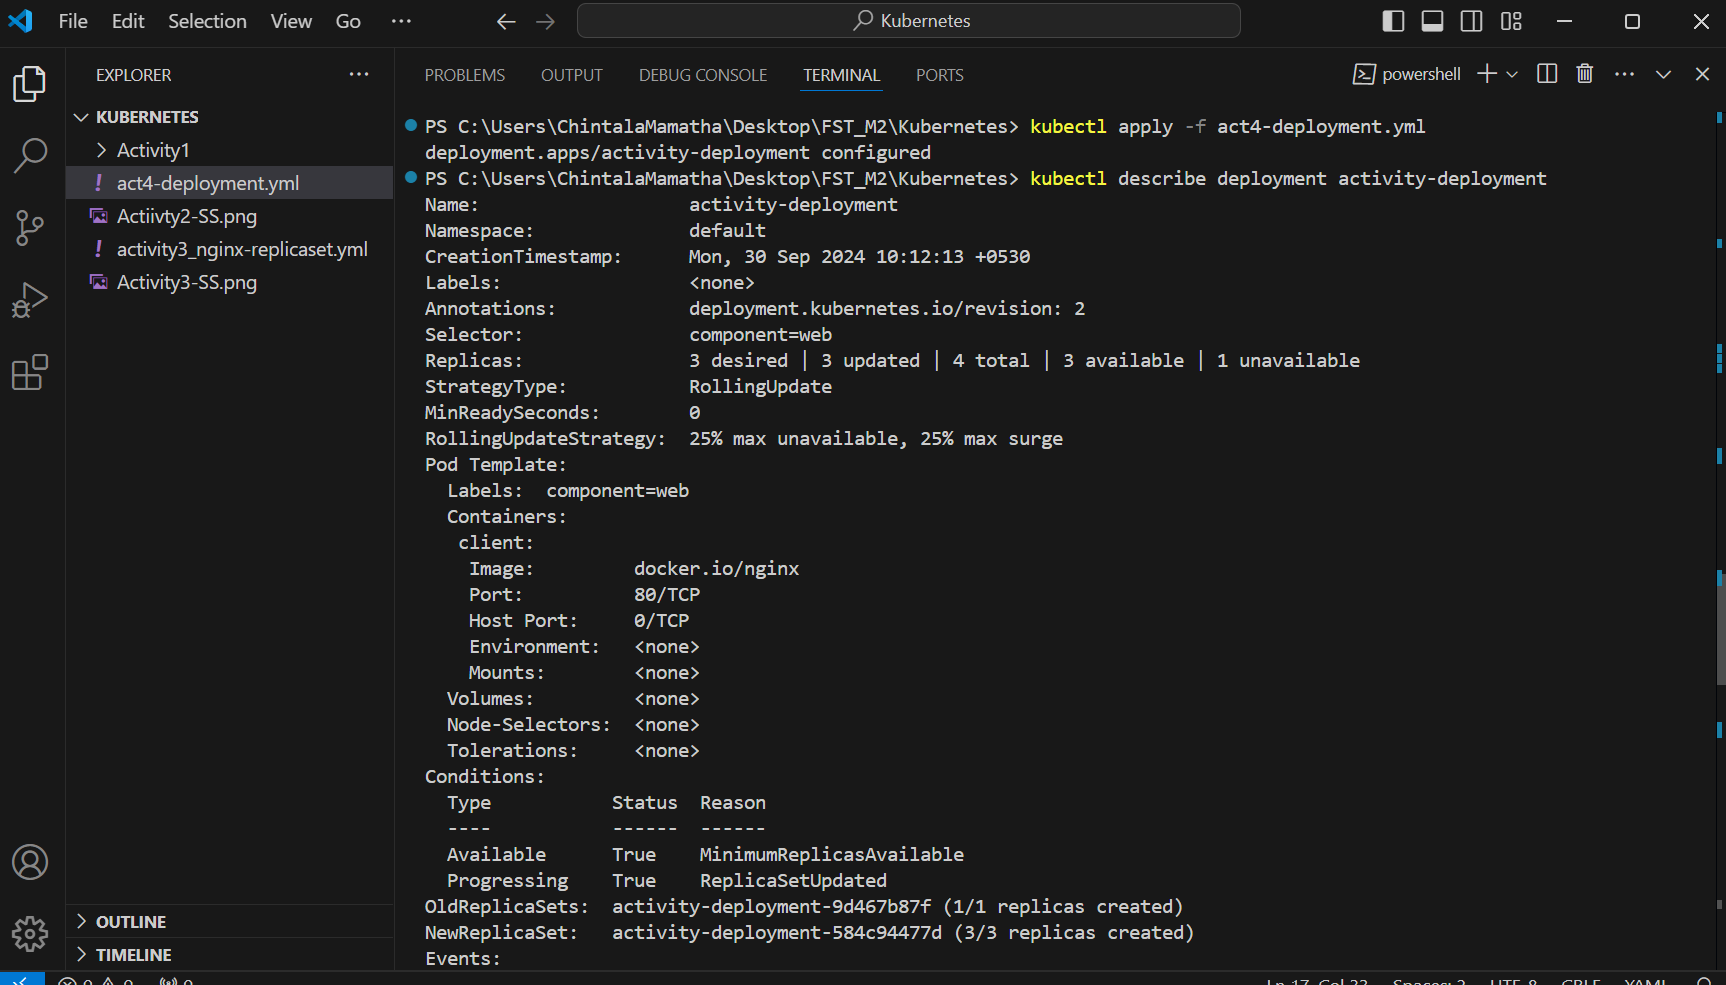 File Edit Selection View Go ··· Kubernetes
EXPLORER ···
KUBERNETES
Activity1
! act4-deployment.yml
Actiivty2-SS.png
! activity3_nginx-replicaset.yml
Activity3-SS.png
OUTLINE
TIMELINE
PROBLEMS OUTPUT DEBUG CONSOLE TERMINAL PORTS powershell
PS C:\Users\ChintalaMamatha\Desktop\FST_M2\Kubernetes> kubectl apply -f act4-deployment.yml
deployment.apps/activity-deployment configured
PS C:\Users\ChintalaMamatha\Desktop\FST_M2\Kubernetes> kubectl describe deployment activity-deployment
Name: activity-deployment
Namespace: default
CreationTimestamp: Mon, 30 Sep 2024 10:12:13 +0530
Labels: <none>
Annotations: deployment.kubernetes.io/revision: 2
Selector: component=web
Replicas: 3 desired | 3 updated | 4 total | 3 available | 1 unavailable
StrategyType: RollingUpdate
MinReadySeconds: 0
RollingUpdateStrategy: 25% max unavailable, 25% max surge
Pod Template:
Labels: component=web
Containers:
client:
Image: docker.io/nginx
Port: 80/TCP
Host Port: 0/TCP
Environment: <none>
Mounts: <none>
Volumes: <none>
Node-Selectors: <none>
Tolerations: <none>
Conditions:
Type Status Reason
---- ------ ------
Available True MinimumReplicasAvailable
Progressing True ReplicaSetUpdated
OldReplicaSets: activity-deployment-9d467b87f (1/1 replicas created)
NewReplicaSet: activity-deployment-584c94477d (3/3 replicas created)
Events: